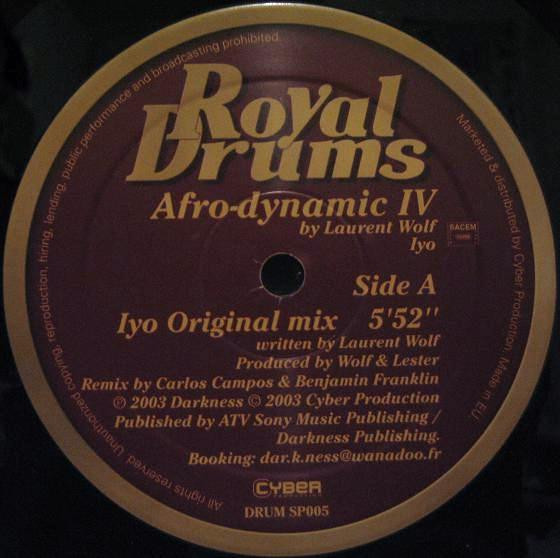 Royal
Drums
Afro-dynamic IV
by Laurent Wolf
Iyo
SACEM
Side A
Iyo Original mix 5'52"
written by Laurent Wolf
Produced by Wolf & Lester
Remix by Carlos Campos & Benjamin Franklin
℗ 2003 Darkness © 2003 Cyber Production
Published by ATV Sony Music Publishing /
Darkness Publishing.
Booking: dar.k.ness@wanadoo.fr
CYBER
PRODUCTION
DRUM SP005
All rights reserved. Unauthorized copying, reproduction, hiring, lending, public performance and broadcasting prohibited.
Marketed & distributed by Cyber Production. Made in EU.